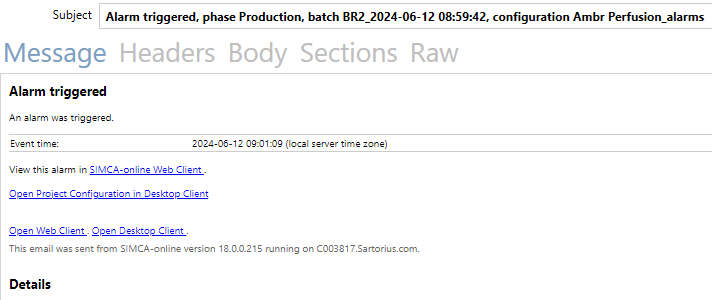 Subject Alarm triggered, phase Production, batch BR2_2024-06-12 08:59:42, configuration Ambr Perfusion_alarms
Message Headers Body Sections Raw
Alarm triggered
An alarm was triggered.
Event time: 2024-06-12 09:01:09 (local server time zone)
View this alarm in SIMCA-online Web Client .
Open Project Configuration in Desktop Client
Open Web Client . Open Desktop Client .
This email was sent from SIMCA-online version 18.0.0.215 running on C003817.Sartorius.com.
Details